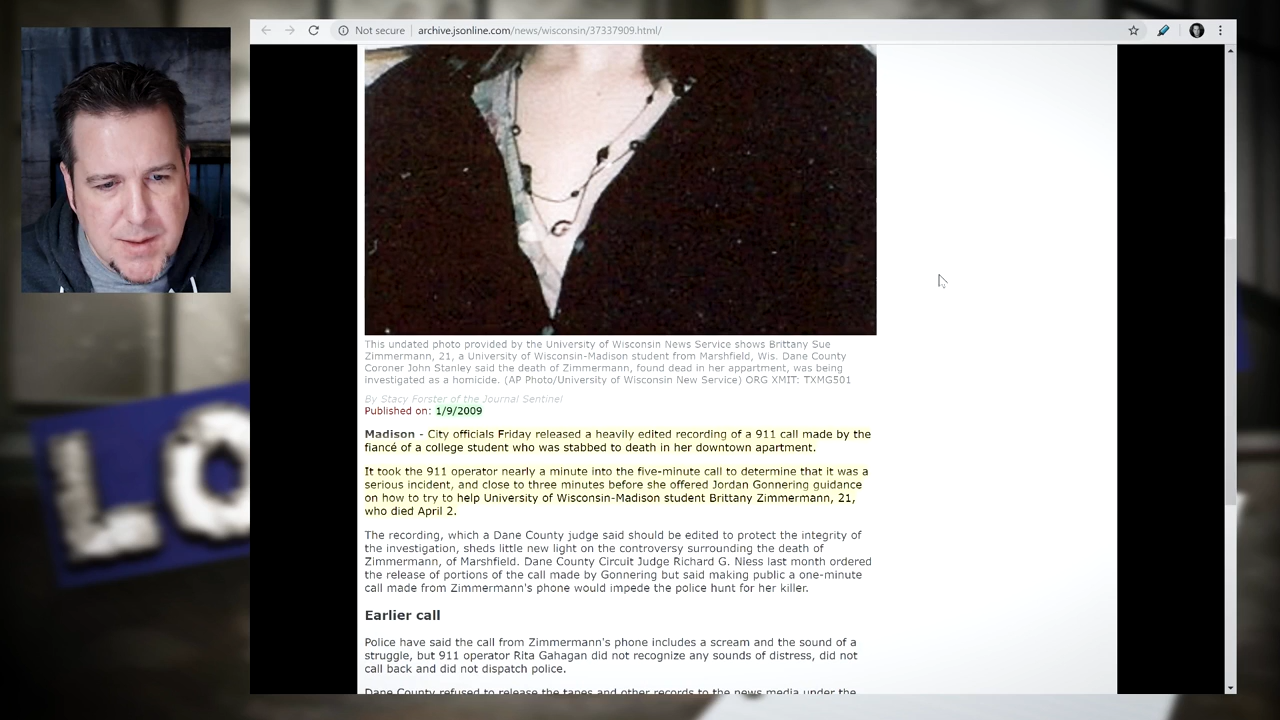 Not secure
archive.jsonline.com/news/wisconsin/37337909.html/
This undated photo provided by the University of Wisconsin News Service shows Brittany Sue
Zimmermann, 21, a University of Wisconsin-Madison student from Marshfield, Wis. Dane County
Coroner John Stanley said the death of Zimmermann, found dead in her appartment, was being
investigated as a homicide. (AP Photo/University of Wisconsin New Service) ORG XMIT: TXMG501
By Stacy Forster of the Journal Sentinel
Published on: 1/9/2009
Madison - City officials Friday released a heavily edited recording of a 911 call made by the
fiancé of a college student who was stabbed to death in her downtown apartment.
It took the 911 operator nearly a minute into the five-minute call to determine that it was a
serious incident, and close to three minutes before she offered Jordan Gonnering guidance
on how to try to help University of Wisconsin-Madison student Brittany Zimmermann, 21,
who died April 2.
The recording, which a Dane County judge said should be edited to protect the integrity of
the investigation, sheds little new light on the controversy surrounding the death of
Zimmermann, of Marshfield. Dane County Circuit Judge Richard G. Niess last month ordered
the release of portions of the call made by Gonnering but said making public a one-minute
call made from Zimmermann's phone would impede the police hunt for her killer.
Earlier call
Police have said the call from Zimmermann's phone includes a scream and the sound of a
struggle, but 911 operator Rita Gahagan did not recognize any sounds of distress, did not
call back and did not dispatch police.
Dane County refused to release the tapes and other records to the news media under the
LO